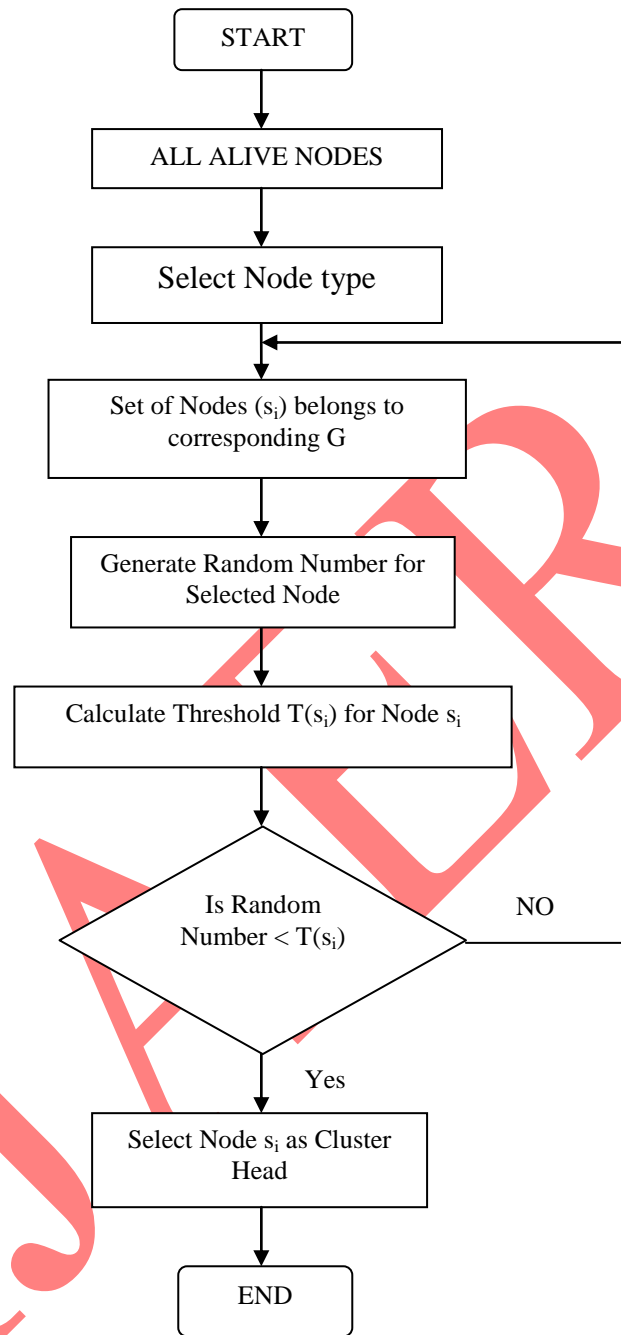 START
ALL ALIVE NODES
Select Node type
Set of Nodes (sᵢ) belongs to
corresponding G
Generate Random Number for
Selected Node
Calculate Threshold T(sᵢ) for Node sᵢ
Is Random
Number < T(sᵢ)
NO
Yes
Select Node sᵢ as Cluster
Head
END